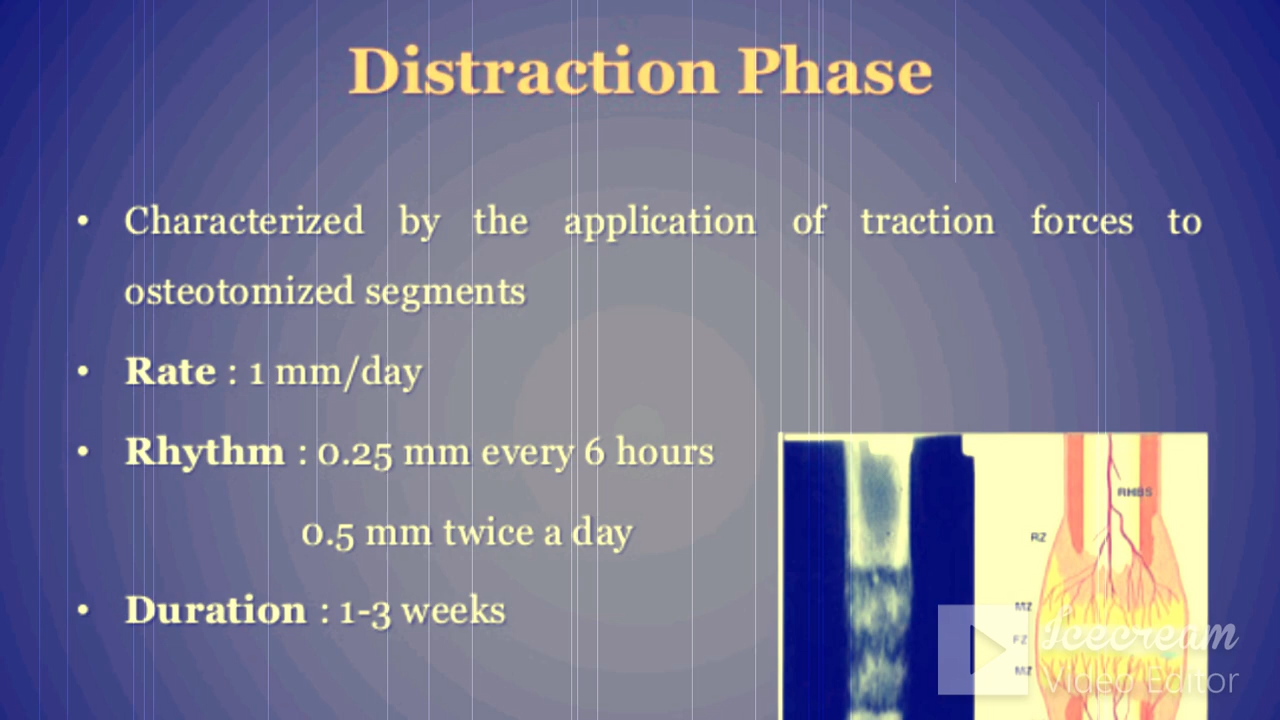 Distraction Phase
• Characterized by the application of traction forces to
osteotomized segments
• Rate : 1 mm/day
• Rhythm : 0.25 mm every 6 hours
0.5 mm twice a day
• Duration : 1-3 weeks
RHBS
RZ
MZ
FZ
MZ
Icecream
Video Editor